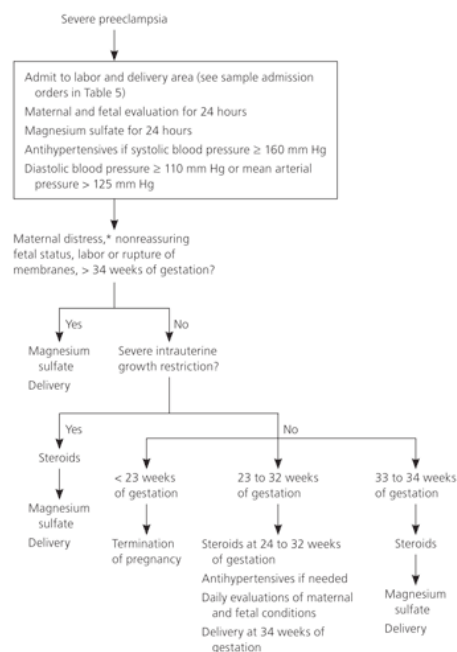 Severe preeclampsia
Admit to labor and delivery area (see sample admission
orders in Table 5)
Maternal and fetal evaluation for 24 hours
Magnesium sulfate for 24 hours
Antihypertensives if systolic blood pressure ≥ 160 mm Hg
Diastolic blood pressure ≥ 110 mm Hg or mean arterial
pressure > 125 mm Hg
Maternal distress,* nonreassuring
fetal status, labor or rupture of
membranes, > 34 weeks of gestation?
Yes
No
Magnesium
sulfate
Delivery
Severe intrauterine
growth restriction?
Yes
No
Steroids
Magnesium
sulfate
Delivery
< 23 weeks
of gestation
Termination
of pregnancy
23 to 32 weeks
of gestation
Steroids at 24 to 32 weeks
of gestation
Antihypertensives if needed
Daily evaluations of maternal
and fetal conditions
Delivery at 34 weeks of
gestation
33 to 34 weeks
of gestation
Steroids
Magnesium
sulfate
Delivery